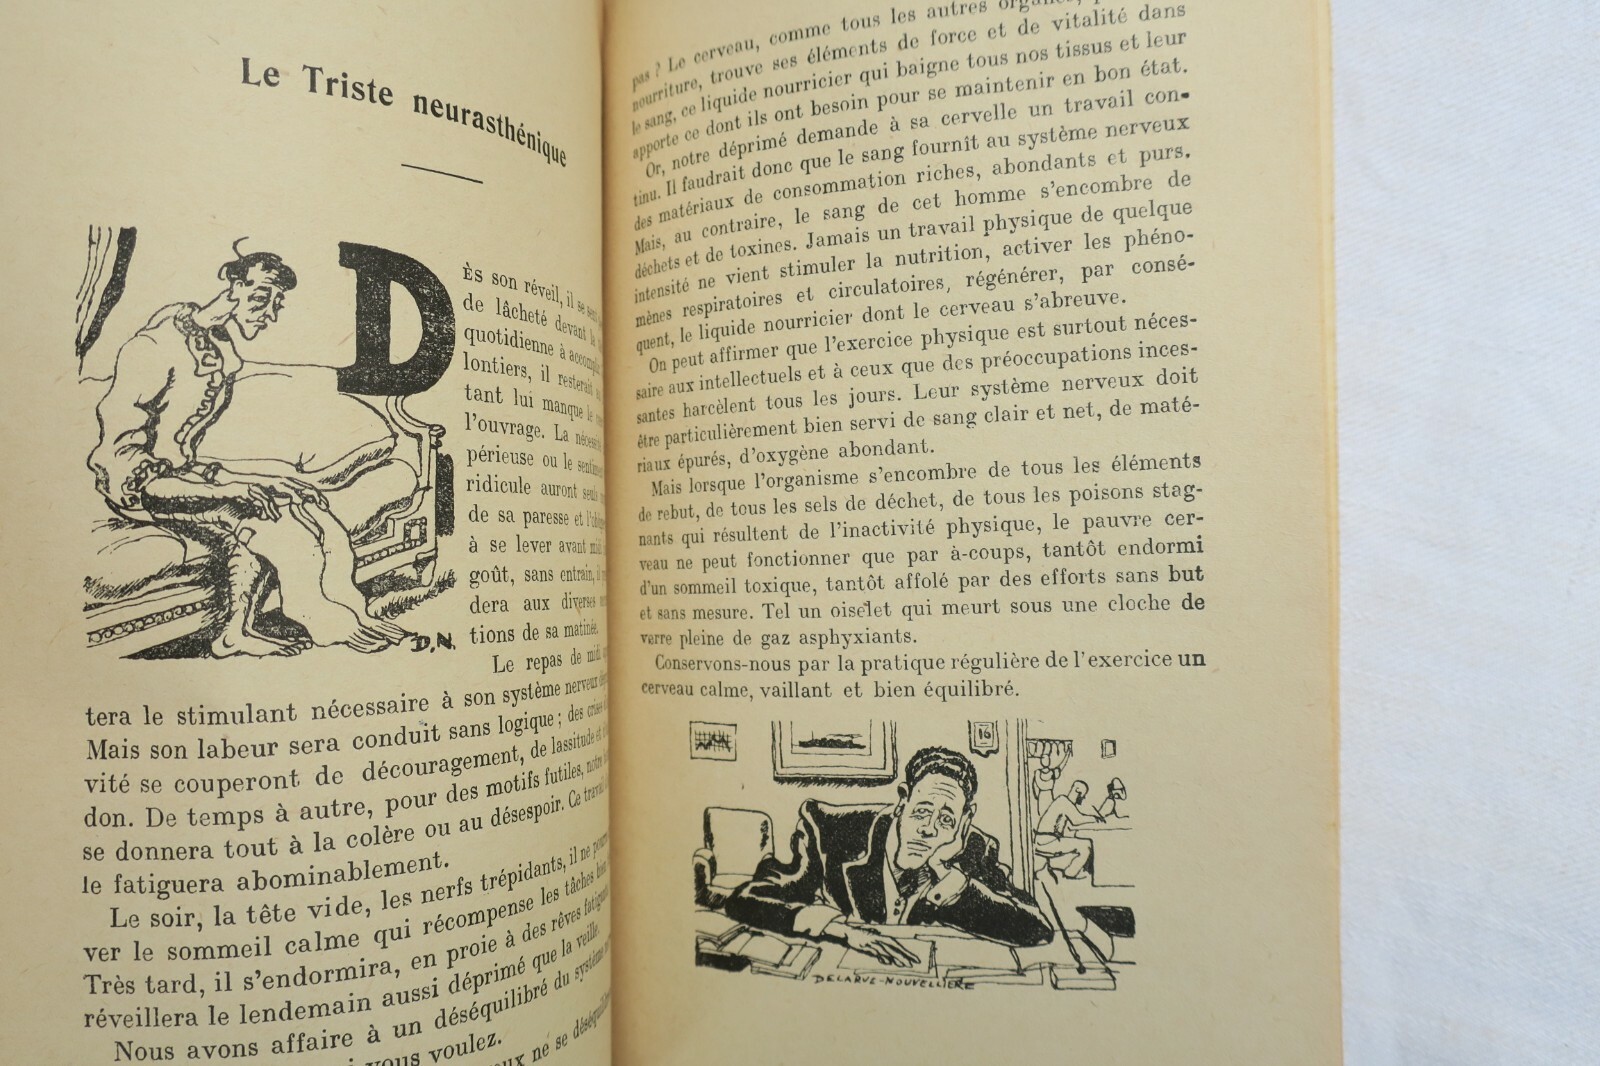 Le Triste neurasthénique
DÈS son réveil, il se sent
de lâcheté devant la
quotidienne à accomplir
lontiers, il resterait
tant lui manque le
l'ouvrage. La
périeuse ou le
ridicule auront seuls
de sa paresse et
à se lever avant midi
goût, sans entrain, il
dera aux diverses
tions de sa matinée.
Le repas de midi
tera le stimulant nécessaire à son système nerveux
Mais son labeur sera conduit sans logique ; des crises
vité se couperont de découragement, de lassitude et
don. De temps à autre, pour des motifs futiles, notre
se donnera tout à la colère ou au désespoir. Ce travail
le fatiguera abominablement.
Le soir, la tête vide, les nerfs trépidants, il ne
ver le sommeil calme qui récompense les tâches bien
Très tard, il s'endormira, en proie à des rêves
réveillera le lendemain aussi déprimé que la veille.
Nous avons affaire à un déséquilibré du système
vous voulez.
ne se
D. N.
pas ? Le cerveau, comme tous les autres
nourriture, trouve ses éléments de force et de vitalité dans
le sang, ce liquide nourricier qui baigne tous nos tissus et leur
apporte ce dont ils ont besoin pour se maintenir en bon état.
Or, notre déprimé demande à sa cervelle un travail con-
tinu. Il faudrait donc que le sang fournît au système nerveux
des matériaux de consommation riches, abondants et purs.
Mais, au contraire, le sang de cet homme s'encombre de
déchets et de toxines. Jamais un travail physique de quelque
intensité ne vient stimuler la nutrition, activer les phéno-
mènes respiratoires et circulatoires, régénérer, par consé-
quent, le liquide nourricier dont le cerveau s'abreuve.
On peut affirmer que l'exercice physique est surtout néces-
saire aux intellectuels et à ceux que des préoccupations inces-
santes harcèlent tous les jours. Leur système nerveux doit
être particulièrement bien servi de sang clair et net, de maté-
riaux épurés, d'oxygène abondant.
Mais lorsque l'organisme s'encombre de tous les éléments
de rebut, de tous les sels de déchet, de tous les poisons stag-
nants qui résultent de l'inactivité physique, le pauvre cer-
veau ne peut fonctionner que par à-coups, tantôt endormi
d'un sommeil toxique, tantôt affolé par des efforts sans but
et sans mesure. Tel un oiselet qui meurt sous une cloche de
verre pleine de gaz asphyxiants.
Conservons-nous par la pratique régulière de l'exercice un
cerveau calme, vaillant et bien équilibré.
16
DELARUE-NOUVELLIERE